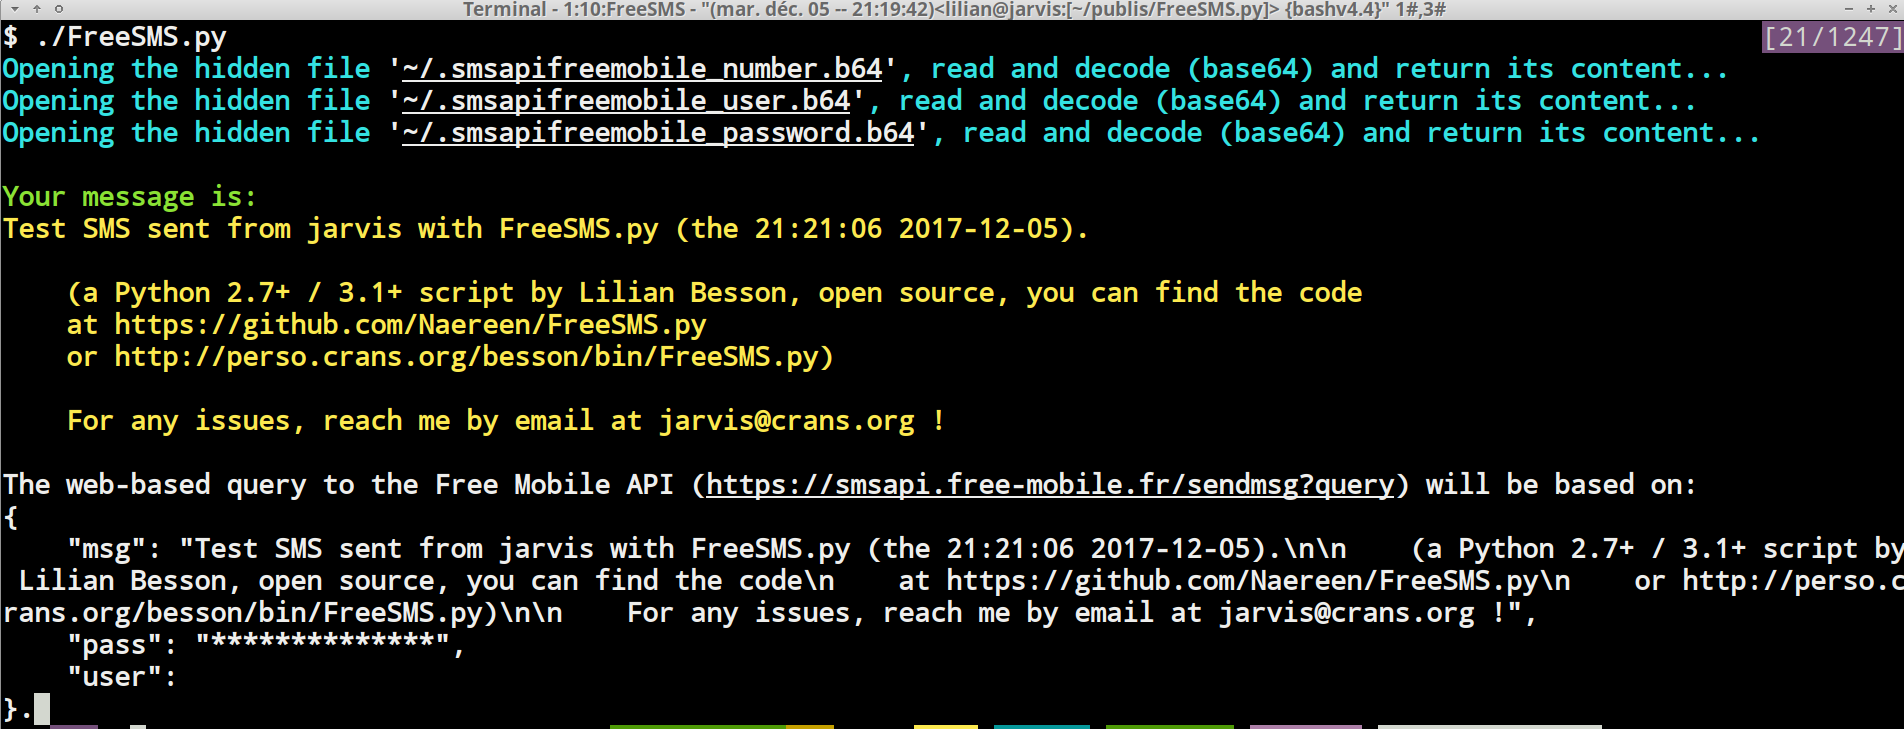 Terminal - 1:10:FreeSMS - "(mar. déc. 05 -- 21:19:42)<lilian@jarvis:[~/publis/FreeSMS.py]> {bashv4.4}" 1#,3#
$ ./FreeSMS.py [21/1247]
Opening the hidden file '~/.smsapifreemobile_number.b64', read and decode (base64) and return its content...
Opening the hidden file '~/.smsapifreemobile_user.b64', read and decode (base64) and return its content...
Opening the hidden file '~/.smsapifreemobile_password.b64', read and decode (base64) and return its content...
Your message is:
Test SMS sent from jarvis with FreeSMS.py (the 21:21:06 2017-12-05).
(a Python 2.7+ / 3.1+ script by Lilian Besson, open source, you can find the code
at https://github.com/Naereen/FreeSMS.py
or http://perso.crans.org/besson/bin/FreeSMS.py)
For any issues, reach me by email at jarvis@crans.org !
The web-based query to the Free Mobile API (https://smsapi.free-mobile.fr/sendmsg?query) will be based on:
{
"msg": "Test SMS sent from jarvis with FreeSMS.py (the 21:21:06 2017-12-05).\n\n    (a Python 2.7+ / 3.1+ script by
Lilian Besson, open source, you can find the code\n    at https://github.com/Naereen/FreeSMS.py\n    or http://perso.c
rans.org/besson/bin/FreeSMS.py)\n\n    For any issues, reach me by email at jarvis@crans.org !",
"pass": "**************",
"user":
}.